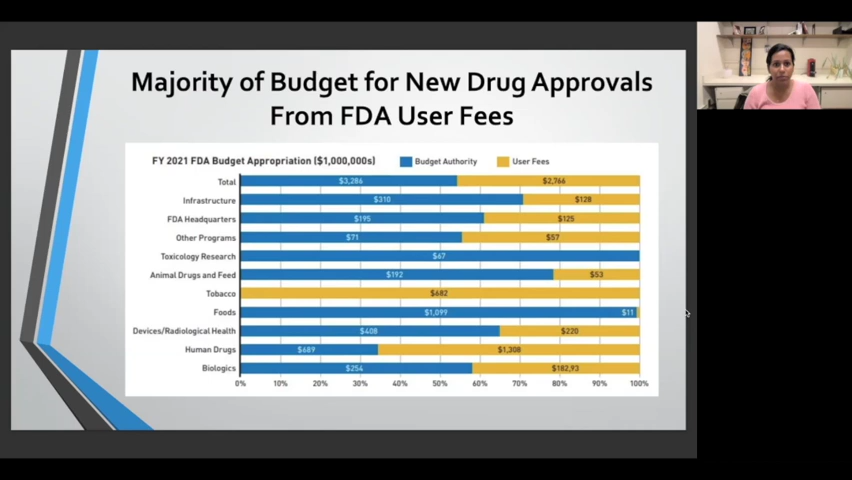 Majority of Budget for New Drug Approvals
From FDA User Fees
FY 2021 FDA Budget Appropriation ($1,000,000s) Budget Authority User Fees
Total $3,286 $2,766
Infrastructure $310 $128
FDA Headquarters $195 $125
Other Programs $71 $57
Toxicology Research $67
Animal Drugs and Feed $192 $53
Tobacco $682
Foods $1,099 $11
Devices/Radiological Health $408 $220
Human Drugs $689 $1,308
Biologics $254 $182,93
0% 10% 20% 30% 40% 50% 60% 70% 80% 90% 100%